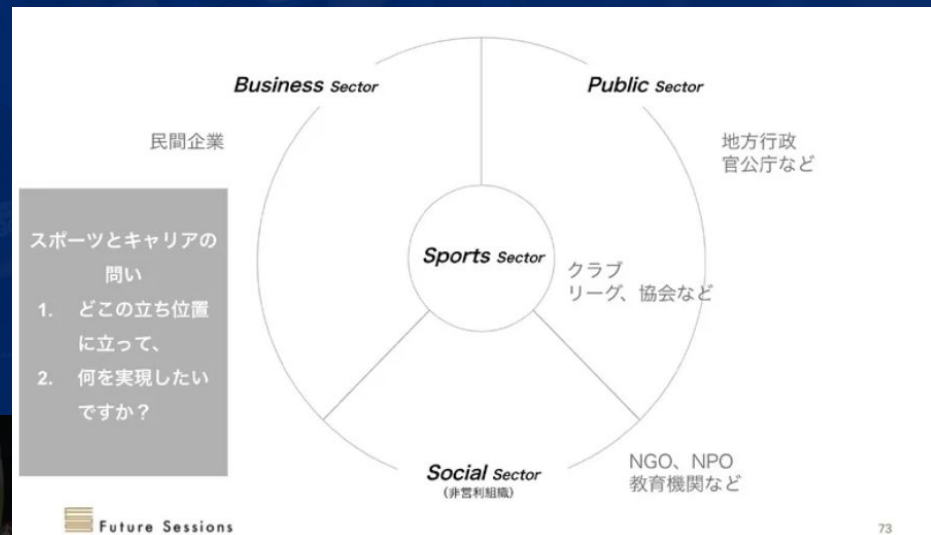 Business Sector
Public Sector
民間企業
地方行政
官公庁など
スポーツとキャリアの
問い
1. どこの立ち位置
に立って、
2. 何を実現したい
ですか？
Sports Sector
クラブ
リーグ、協会など
Social Sector
（非営利組織）
NGO、NPO
教育機関など
Future Sessions
73